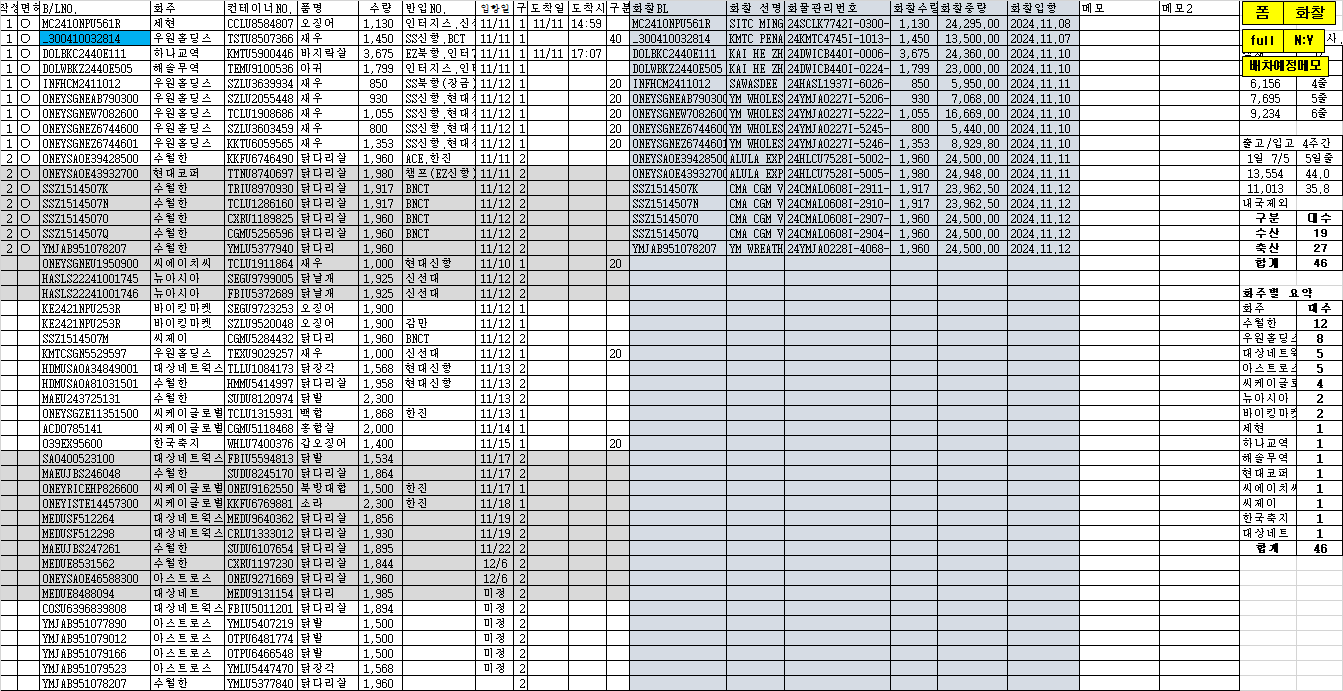 작성 면허 B/LNO. 화주 컨테이너NO. 품명 수량 반입NO. 입항일 구 도착일 도착시 구분 화찰BL 화찰 선명 화물관리번호 화찰수량 화찰중량 화찰입항 메모 메모2 폼 화찰
1 O MC2410NPU561R 제현 CCLU8584807 오징어 1,130 인터지스.신 11/11 1 11/11 14:59 MC2410NPU561R SITC MING 24SCLK7742I-0300- 1,130 24,295,00 2024,11,08
1 O _300410032814 우원홀딩스 TSTU8507366 새우 1,450 SS신항.BCT 11/11 1 40 _300410032814 KMTC PENA 24KMTC4745I-1013- 1,450 13,500,00 2024,11,07 full N:Y
1 O DOLBKC2440E111 하나교역 KMTU5900446 바지락살 3,675 EZ북항.인터 11/11 1 11/11 17:07 DOLBKC2440E111 KAI HE ZH 24DWICB440I-0006- 3,675 24,360,00 2024,11,10
1 O DOLWBKZ2440E505 해슬무역 TEMU9100536 아귀 1,799 인터지스.인 11/11 1 DOLWBKZ2440E505 KAI HE ZH 24DWICB440I-0224- 1,799 23,000,00 2024,11,10 배차예정메모
1 O INFHCM2411012 우원홀딩스 SZLU3639934 새우 850 SS북항(장금) 11/12 1 20 INFHCM2411012 SAWASDEE 24HASL1937I-6026- 850 5,950,00 2024,11,11 6,156 4줄
1 O ONEYSGNEAB790300 우원홀딩스 SZLU2055448 새우 930 SS신항.현대 11/12 1 20 ONEYSGNEAB790300 YM WHOLES 24YMJA0227I-5206- 930 7,068,00 2024,11,10 7,695 5줄
1 O ONEYSGNEW7082600 우원홀딩스 TCLU1908686 새우 1,055 SS신항.현대 11/12 1 20 ONEYSGNEW7082600 YM WHOLES 24YMJA0227I-5222- 1,055 16,669,00 2024,11,10 9,234 6줄
1 O ONEYSGNEZ6744600 우원홀딩스 SZLU3603459 새우 800 SS신항.현대 11/12 1 20 ONEYSGNEZ6744600 YM WHOLES 24YMJA0227I-5245- 800 5,440,00 2024,11,10
1 O ONEYSGNEZ6744601 우원홀딩스 KKTU6059565 새우 1,353 SS신항.현대 11/12 1 20 ONEYSGNEZ6744601 YM WHOLES 24YMJA0227I-5246- 1,353 8,929,80 2024,11,10 출고/입고 4주간
2 O ONEYSAOE39428500 수월한 KKFU6746490 닭다리살 1,960 ACE.한진 11/11 2 ONEYSAOE39428500 ALULA EXP 24HLCU7528I-5002- 1,960 24,500,00 2024,11,11 1일 7/5 5일줄
2 O ONEYSAOE43932700 현대코퍼 TTNU8740697 닭다리살 1,980 챔프(EZ신항) 11/11 2 ONEYSAOE43932700 ALULA EXP 24HLCU7528I-5005- 1,980 24,948,00 2024,11,11 13,554 44.0
2 O SSZ1514507K 수월한 TRIU8970930 닭다리살 1,917 BNCT 11/12 2 SSZ1514507K CMA CGM V 24CMAL0608I-2911- 1,917 23,962,50 2024,11,12 11,013 35.8
2 O SSZ1514507N 수월한 TCLU1286160 닭다리살 1,917 BNCT 11/12 2 SSZ1514507N CMA CGM V 24CMAL0608I-2910- 1,917 23,962,50 2024,11,12 내국제외
2 O SSZ1514507O 수월한 CXRU1189825 닭다리살 1,960 BNCT 11/12 2 SSZ1514507O CMA CGM V 24CMAL0608I-2907- 1,960 24,500,00 2024,11,12 구분 대수
2 O SSZ1514507Q 수월한 CGMU5256596 닭다리살 1,960 BNCT 11/12 2 SSZ1514507Q CMA CGM V 24CMAL0608I-2904- 1,960 24,500,00 2024,11,12 수산 19
2 O YMJAB951078207 수월한 YMLU5377940 닭다리 1,960 11/12 2 YMJAB951078207 YM WREATH 24YMJA0228I-4068- 1,960 24,500,00 2024,11,12 축산 27
ONEYSGNEU1950900 씨에이치씨 TCLU1911864 새우 1,000 현대신항 11/10 1 20 합계 46
HASLS22241001745 뉴아시아 SEGU9799005 닭날개 1,925 신선대 11/12 2
HASLS22241001746 뉴아시아 FBIU5372689 닭날개 1,925 신선대 11/12 2 화주별 요약
KE2421NPU253R 바이킹마켓 SEGU9723253 오징어 1,900 11/12 1 화주 대수
KE2421NPU253R 바이킹마켓 SZLU9520048 오징어 1,900 감만 11/12 1 수월한 12
SSZ1514507M 씨제이 CGMU5284432 닭다리 1,960 BNCT 11/12 2 우원홀딩스 8
KMTCSGN5529597 우원홀딩스 TEXU9029257 새우 1,000 신선대 11/13 1 20 대상네트웍 5
HDMUSAOA34849001 대상네트웍스 TLLU1084173 닭장각 1,568 현대신항 11/13 2 아스트로스 5
HDMUSAOA81031501 수월한 HMMU5414997 닭다리살 1,958 현대신항 11/13 2 씨케이글로 4
MAEU243725131 수월한 SUDU8120974 닭발 2,300 11/13 2 뉴아시아 2
ONEYSGZE11351500 씨케이글로벌 TCLU1315931 백합 1,868 한진 11/13 1 바이킹마켓 2
ACD0785141 씨케이글로벌 CGMU5118468 홍합살 2,000 11/14 1 제현 1
039EX95600 한국축지 WHLU7400376 갑오징어 1,400 11/15 1 20 하나교역 1
SA00400523100 대상네트웍스 FBIU5594813 닭발 1,534 11/17 2 해슬무역 1
MAEUJBS246048 수월한 SUDU8245170 닭다리살 1,864 11/17 2 현대코퍼 1
ONEYRICEHP826600 씨케이글로벌 ONEU9162550 북방대합 1,500 한진 11/17 1 씨에이치씨 1
ONEYISTE14457300 씨케이글로벌 KKFU6769881 소라 2,300 한진 11/18 1 씨제이 1
MEDUSF512264 대상네트웍스 MEDU9640362 닭다리살 1,856 11/19 2 한국축지 1
MEDUSF512298 대상네트웍스 CRLU1333012 닭다리살 1,930 11/19 2 대상네트 1
MAEUJBS247261 수월한 SUDU6107654 닭다리살 1,895 11/22 2 합계 46
MEDUE8531562 수월한 CXRU1197230 닭다리살 1,844 12/6 2
ONEYSAOE46588300 아스트로스 ONEU9271669 닭다리살 1,960 12/6 2
MEDUE8488094 대상네트 MEDU9131154 닭다리 1,985 미정 2
COSU6396839808 대상네트웍스 FBIU5011201 닭다리살 1,894 미정 2
YMJAB951077890 아스트로스 YMLU5407219 닭발 1,500 미정 2
YMJAB951079012 아스트로스 OTPU6481774 닭발 1,500 미정 2
YMJAB951079166 아스트로스 OTPU6466548 닭발 1,500 미정 2
YMJAB951079523 아스트로스 YMLU5447470 닭장각 1,568 미정 2
YMJAB951078207 수월한 YMLU5377840 닭다리살 1,960 2